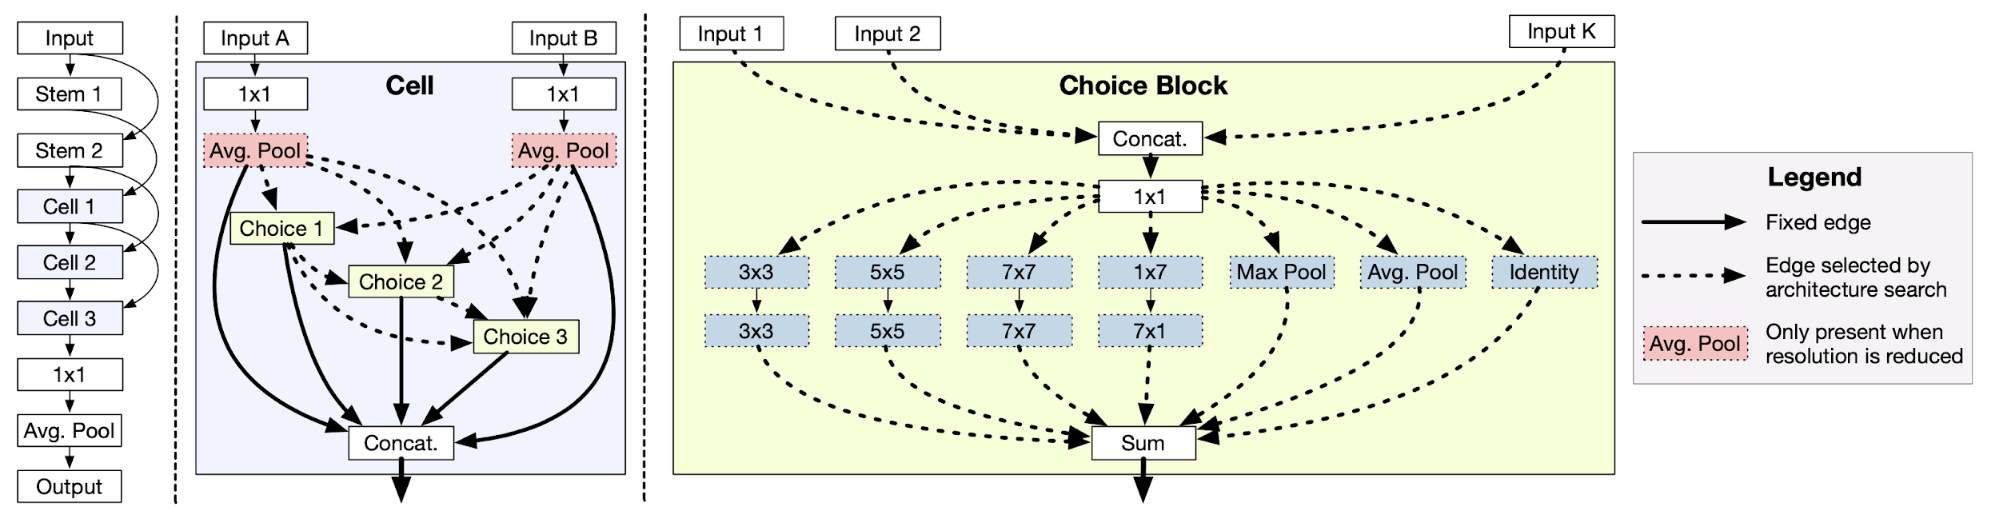 Input
Stem 1
Stem 2
Cell 1
Cell 2
Cell 3
1x1
Avg. Pool
Output
Input A
Input B
Cell
1x1
1x1
Avg. Pool
Avg. Pool
Choice 1
Choice 2
Choice 3
Concat.
Input 1
Input 2
Input K
Choice Block
Concat.
1x1
3x3
5x5
7x7
1x7
Max Pool
Avg. Pool
Identity
3x3
5x5
7x7
7x1
Sum
Legend
Fixed edge
Edge selected by
architecture search
Avg. Pool
Only present when
resolution is reduced